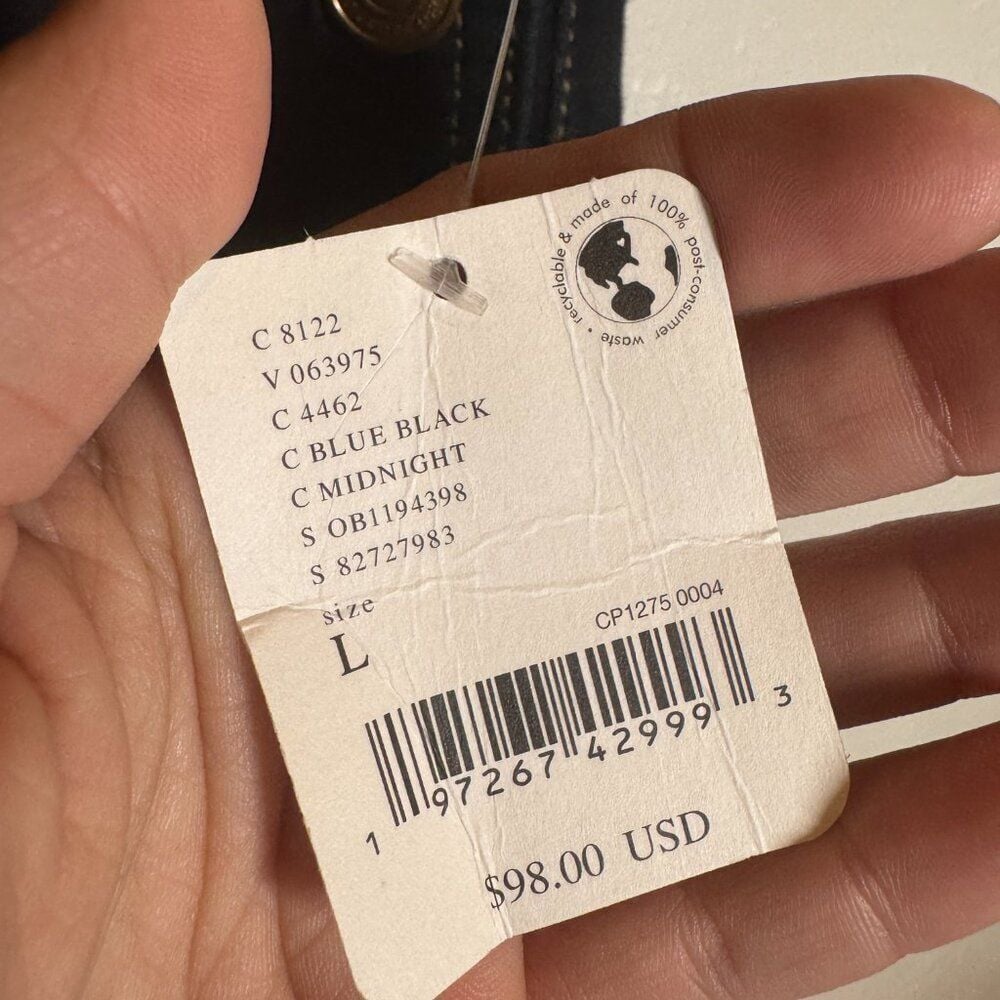 recyclable & made of 100% post-consumer waste •
C 8122
V 063975
C 4462
C BLUE BLACK
C MIDNIGHT
S OB1194398
S 82727983
size
L
CP1275 0004
1 97267 42999 3
$98.00 USD